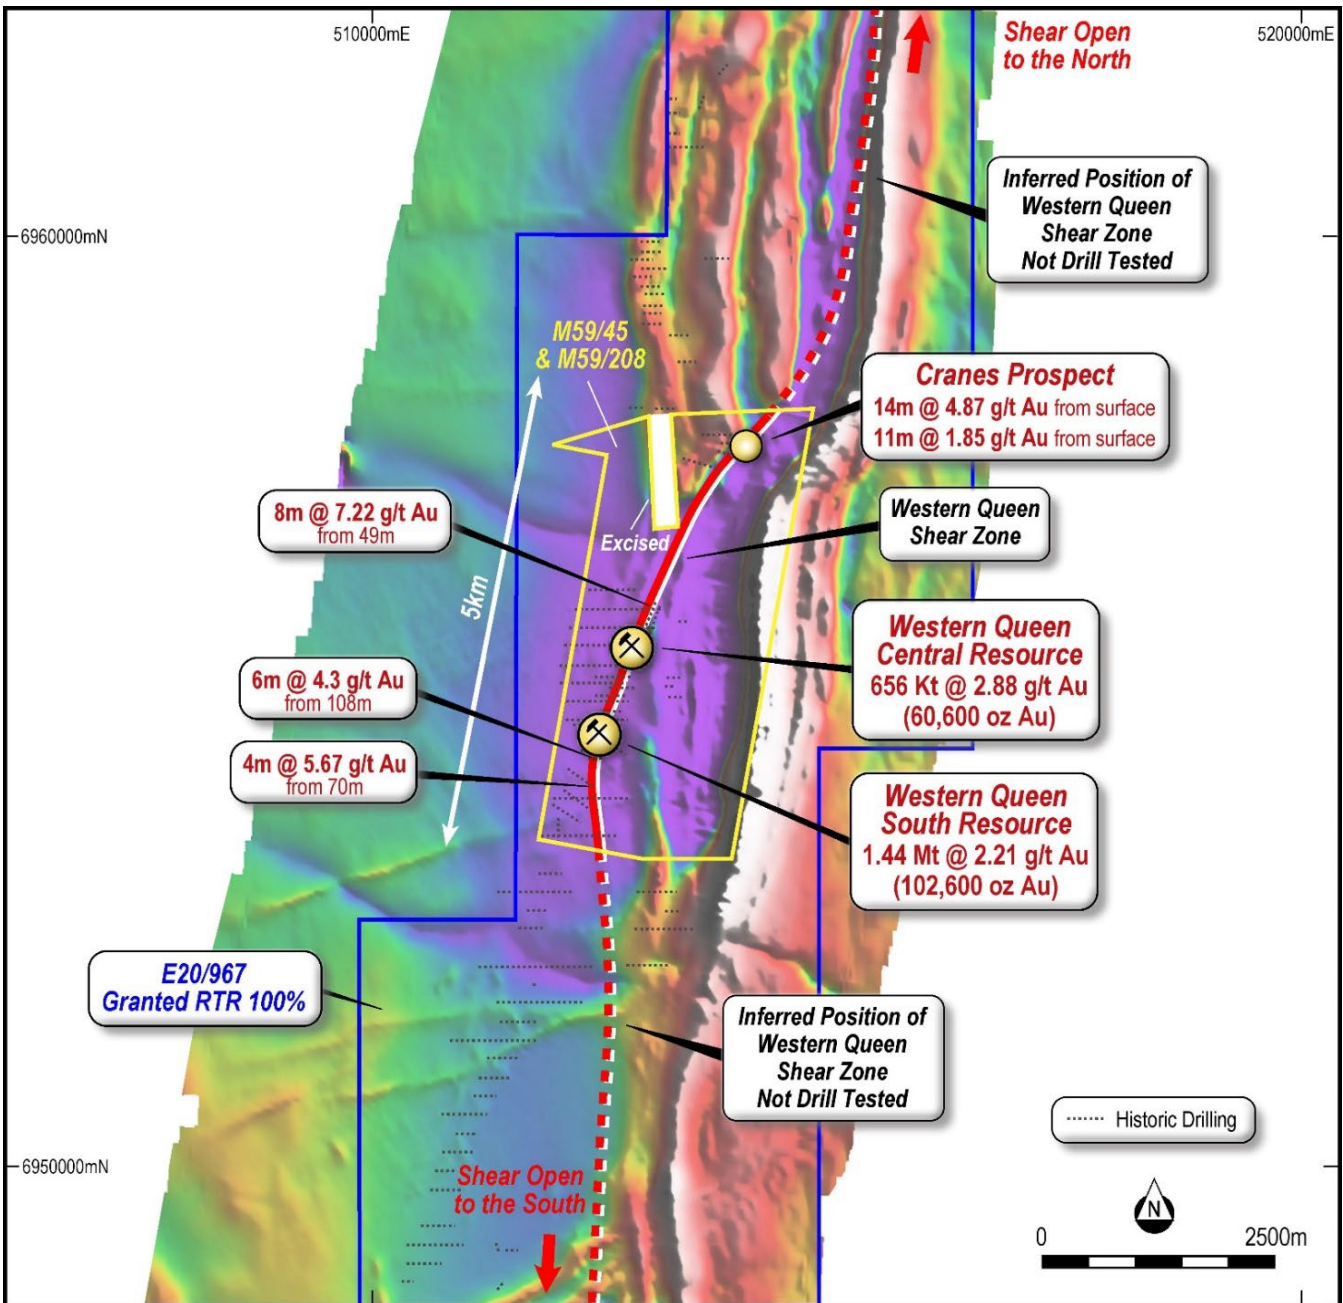 510000mE
520000mE
Shear Open
to the North
Inferred Position of
Western Queen
Shear Zone
Not Drill Tested
6960000mN
M59/45
& M59/208
Cranes Prospect
14m @ 4.87 g/t Au from surface
11m @ 1.85 g/t Au from surface
8m @ 7.22 g/t Au
from 49m
Western Queen
Shear Zone
Excised
5km
Western Queen
Central Resource
656 Kt @ 2.88 g/t Au
(60,600 oz Au)
6m @ 4.3 g/t Au
from 108m
4m @ 5.67 g/t Au
from 70m
Western Queen
South Resource
1.44 Mt @ 2.21 g/t Au
(102,600 oz Au)
E20/967
Granted RTR 100%
Inferred Position of
Western Queen
Shear Zone
Not Drill Tested
Historic Drilling
6950000mN
Shear Open
to the South
N
0 2500m